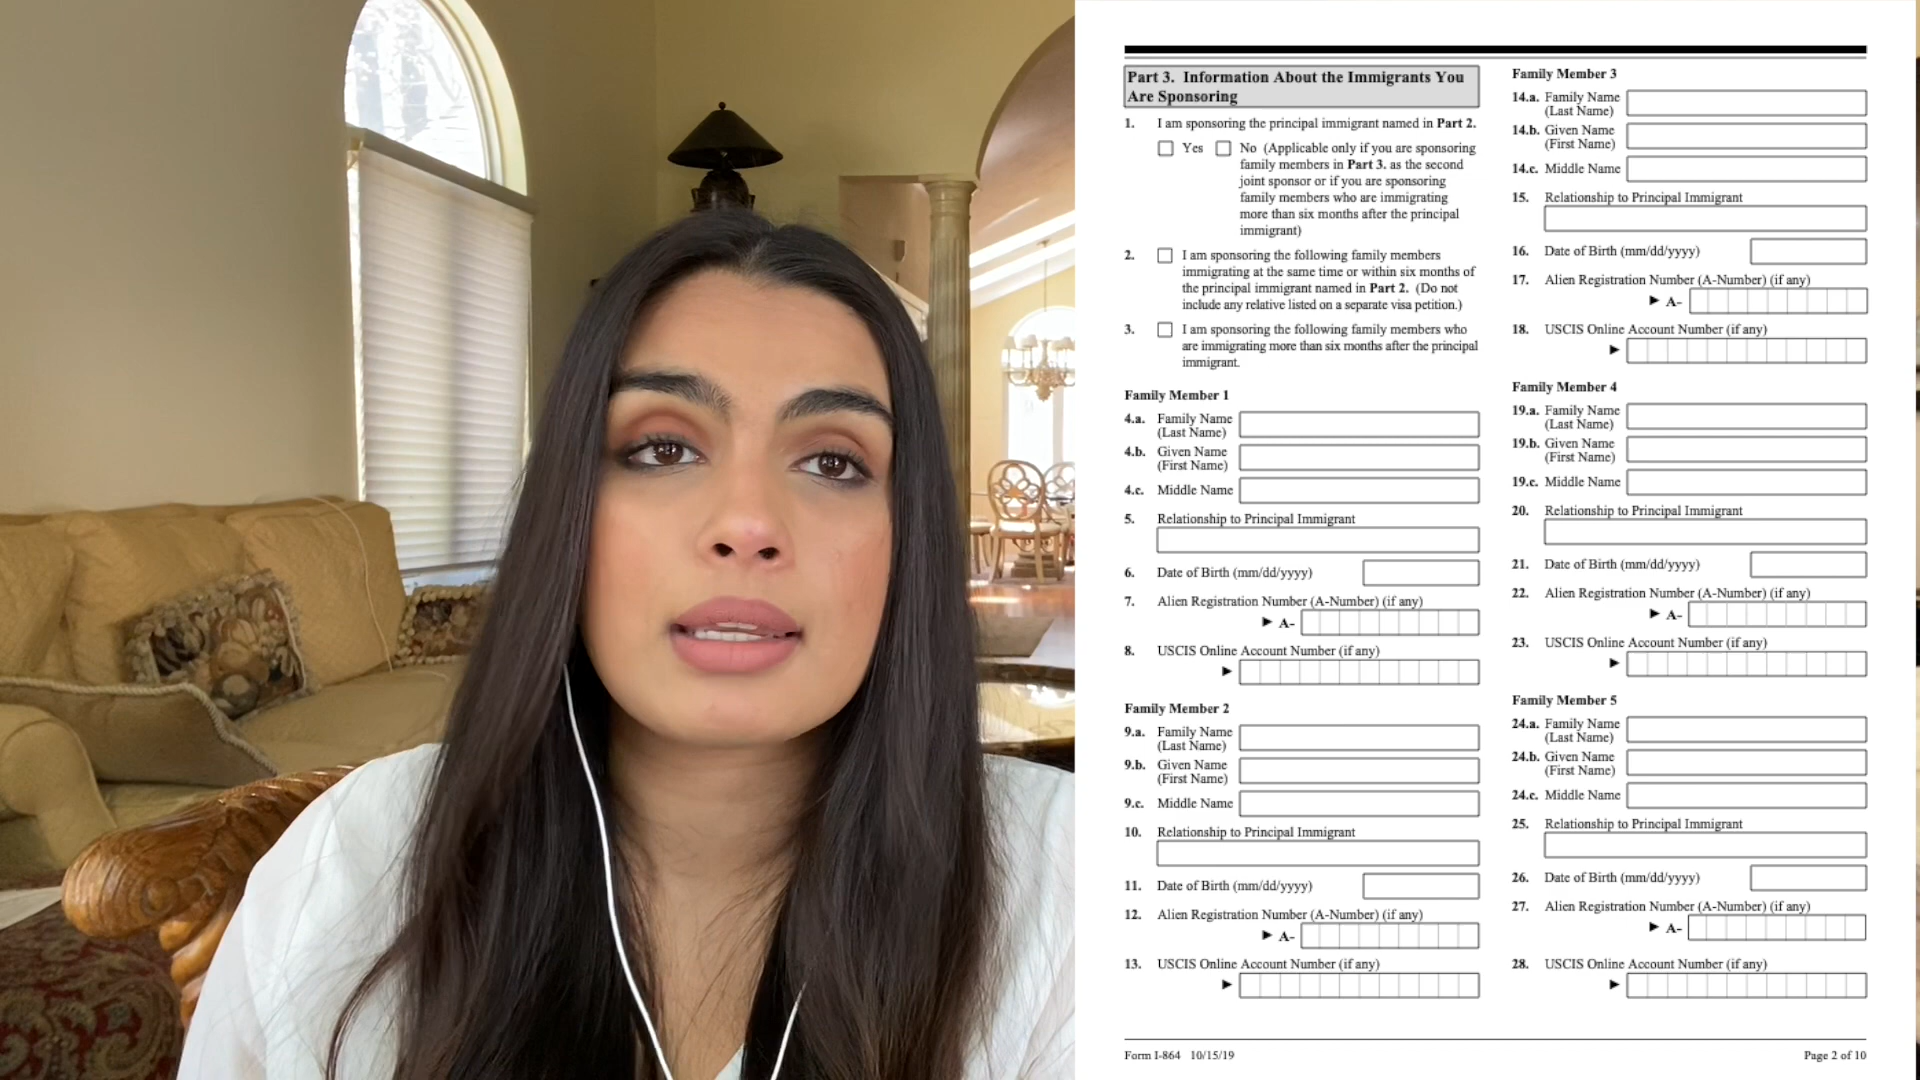 Part 3. Information About the Immigrants You
Are Sponsoring
1. I am sponsoring the principal immigrant named in Part 2.
Yes No (Applicable only if you are sponsoring
family members in Part 3. as the second
joint sponsor or if you are sponsoring
family members who are immigrating
more than six months after the principal
immigrant)
2. I am sponsoring the following family members
immigrating at the same time or within six months of
the principal immigrant named in Part 2. (Do not
include any relative listed on a separate visa petition.)
3. I am sponsoring the following family members who
are immigrating more than six months after the principal
immigrant.
Family Member 1
4.a. Family Name
(Last Name)
4.b. Given Name
(First Name)
4.c. Middle Name
5. Relationship to Principal Immigrant
6. Date of Birth (mm/dd/yyyy)
7. Alien Registration Number (A-Number) (if any)
► A-
8. USCIS Online Account Number (if any)
►
Family Member 2
9.a. Family Name
(Last Name)
9.b. Given Name
(First Name)
9.c. Middle Name
10. Relationship to Principal Immigrant
11. Date of Birth (mm/dd/yyyy)
12. Alien Registration Number (A-Number) (if any)
► A-
13. USCIS Online Account Number (if any)
►
Family Member 3
14.a. Family Name
(Last Name)
14.b. Given Name
(First Name)
14.c. Middle Name
15. Relationship to Principal Immigrant
16. Date of Birth (mm/dd/yyyy)
17. Alien Registration Number (A-Number) (if any)
► A-
18. USCIS Online Account Number (if any)
►
Family Member 4
19.a. Family Name
(Last Name)
19.b. Given Name
(First Name)
19.c. Middle Name
20. Relationship to Principal Immigrant
21. Date of Birth (mm/dd/yyyy)
22. Alien Registration Number (A-Number) (if any)
► A-
23. USCIS Online Account Number (if any)
►
Family Member 5
24.a. Family Name
(Last Name)
24.b. Given Name
(First Name)
24.c. Middle Name
25. Relationship to Principal Immigrant
26. Date of Birth (mm/dd/yyyy)
27. Alien Registration Number (A-Number) (if any)
► A-
28. USCIS Online Account Number (if any)
►
Form I-864 10/15/19
Page 2 of 10